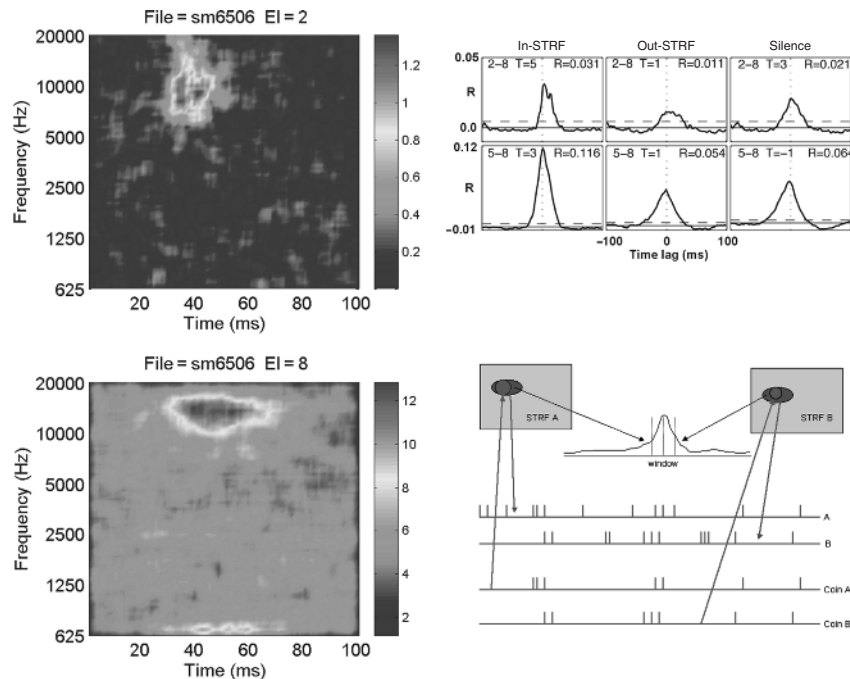 File = sm6506 El = 2
20000
10000
5000
2500
1250
625
Frequency (Hz)
20 40 60 80 100
Time (ms)
1.2
1
0.8
0.6
0.4
0.2
In-STRF Out-STRF Silence
0.05
R
0.0
2-8 T=5 R=0.031
2-8 T=1 R=0.011
2-8 T=3 R=0.021
0.12
R
-0.01
5-8 T=3 R=0.116
5-8 T=1 R=0.054
5-8 T=-1 R=0.064
-100 0 100
Time lag (ms)
File = sm6506 El = 8
20000
10000
5000
2500
1250
625
Frequency (Hz)
20 40 60 80 100
Time (ms)
12
10
8
6
4
2
STRF A
STRF B
window
A
B
Coin A
Coin B